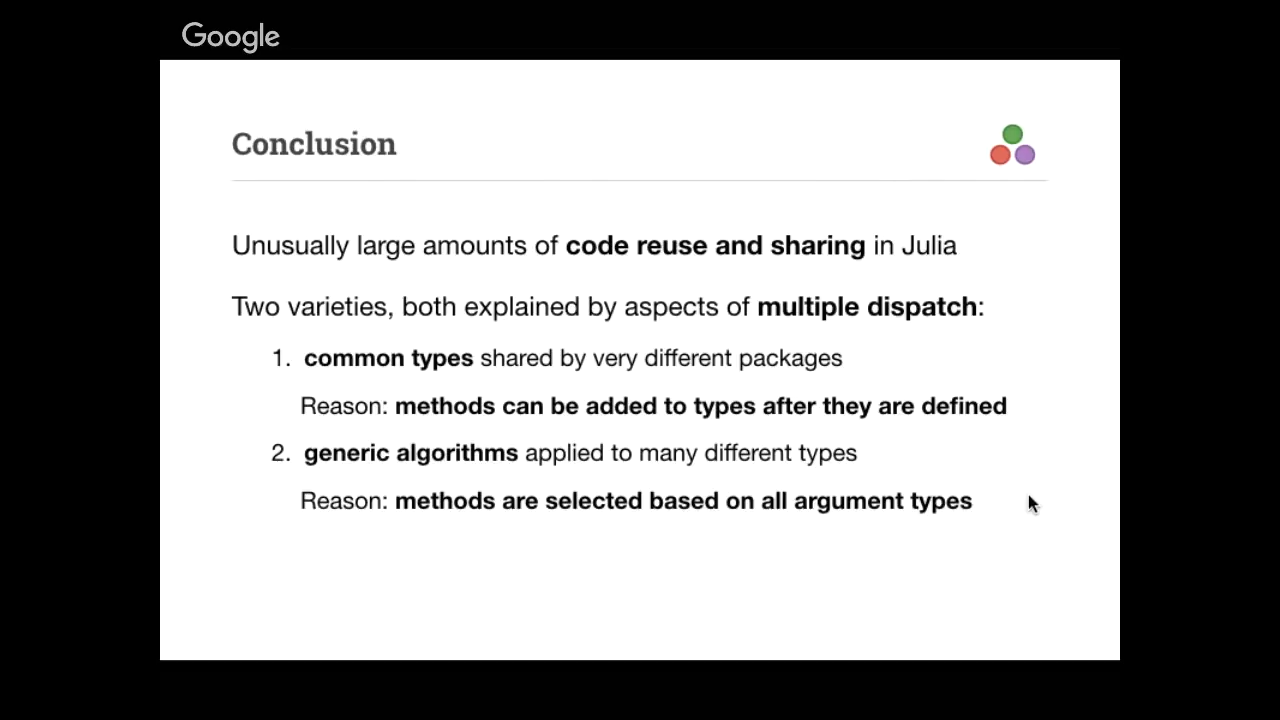 Google
Conclusion
Unusually large amounts of code reuse and sharing in Julia
Two varieties, both explained by aspects of multiple dispatch:
1. common types shared by very different packages
Reason: methods can be added to types after they are defined
2. generic algorithms applied to many different types
Reason: methods are selected based on all argument types